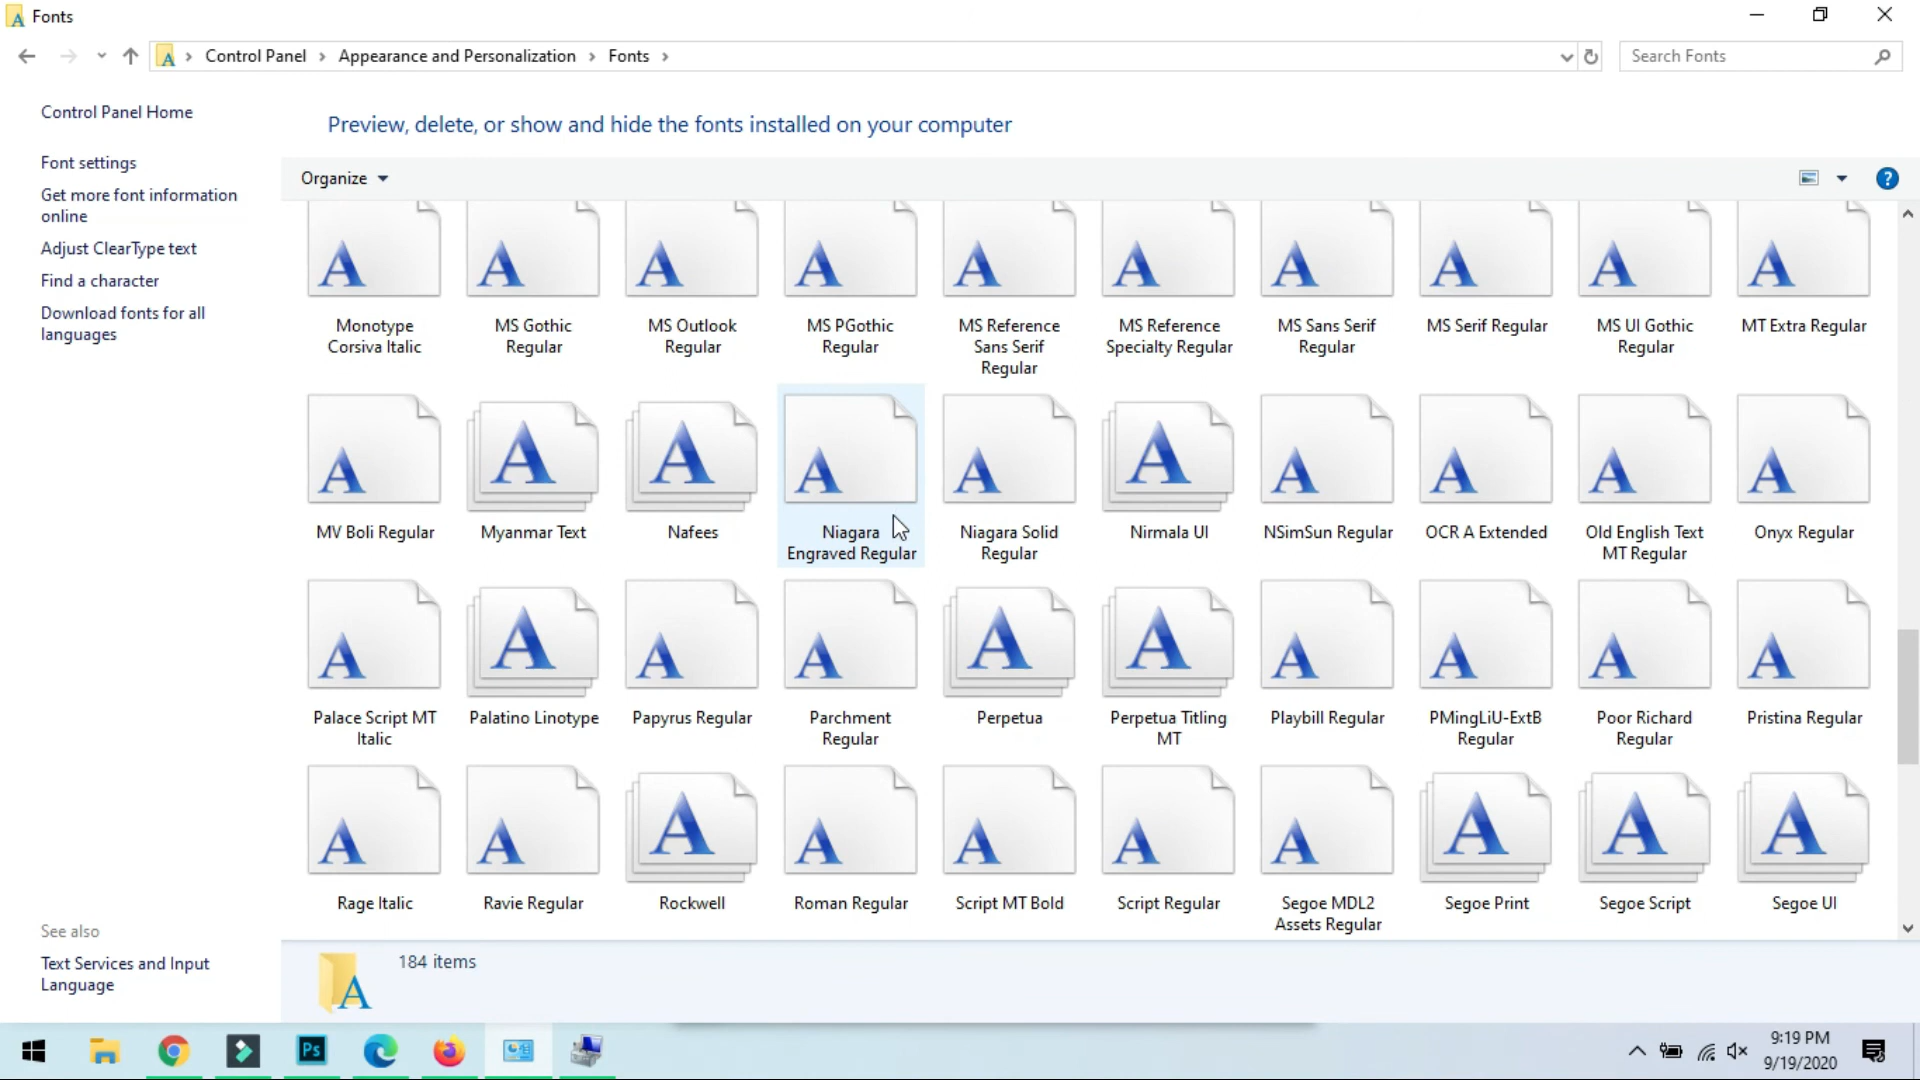 Fonts
Control Panel
Appearance and Personalization
Fonts
Search Fonts
Control Panel Home
Font settings
Get more font information
online
Adjust ClearType text
Find a character
Download fonts for all
languages
Preview, delete, or show and hide the fonts installed on your computer
Organize
Monotype
Corsiva Italic
MS Gothic
Regular
MS Outlook
Regular
MS PGothic
Regular
MS Reference
Sans Serif
Regular
MS Reference
Specialty Regular
MS Sans Serif
Regular
MS Serif Regular
MS UI Gothic
Regular
MT Extra Regular
MV Boli Regular
Myanmar Text
Nafees
Niagara
Engraved Regular
Niagara Solid
Regular
Nirmala UI
NSimSun Regular
OCR A Extended
Old English Text
MT Regular
Onyx Regular
Palace Script MT
Italic
Palatino Linotype
Papyrus Regular
Parchment
Regular
Perpetua
Perpetua Titling
MT
Playbill Regular
PMingLiU-ExtB
Regular
Poor Richard
Regular
Pristina Regular
Rage Italic
Ravie Regular
Rockwell
Roman Regular
Script MT Bold
Script Regular
Segoe MDL2
Assets Regular
Segoe Print
Segoe Script
Segoe UI
See also
Text Services and Input
Language
184 items
Ps
9:19 PM
9/19/2020